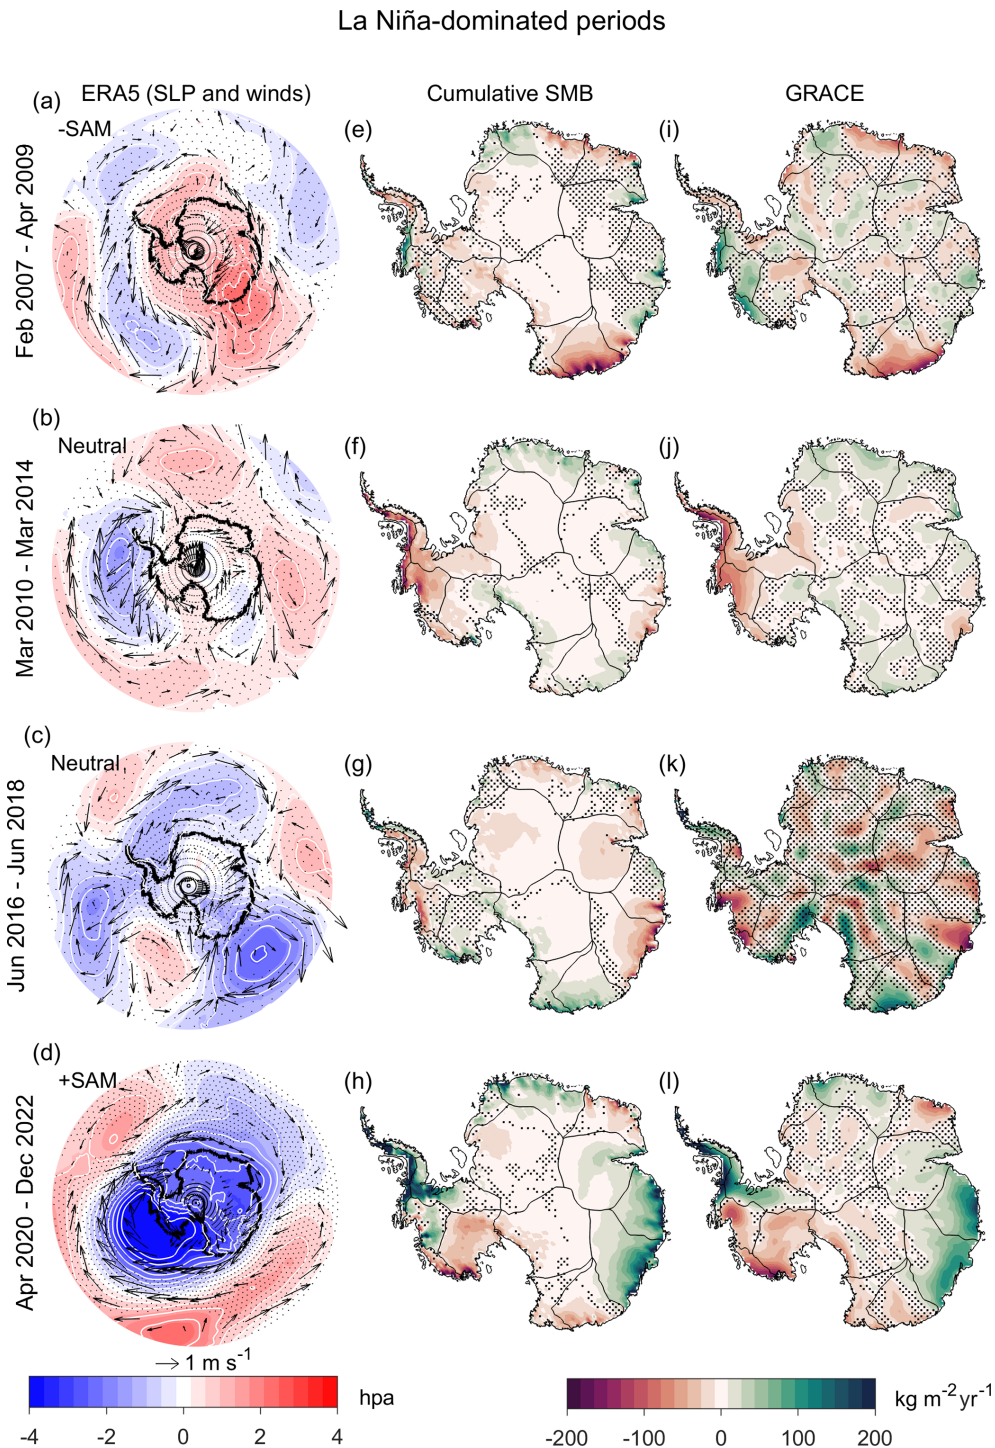 La Niña-dominated periods
ERA5 (SLP and winds)
Cumulative SMB
GRACE
Feb 2007 - Apr 2009
(a)
-SAM
(e)
(i)
Mar 2010 - Mar 2014
(b)
Neutral
(f)
(j)
Jun 2016 - Jun 2018
(c)
Neutral
(g)
(k)
Apr 2020 - Dec 2022
(d)
+SAM
(h)
(l)
1 m s⁻¹
hpa
-4 -2 0 2 4
kg m⁻²yr⁻¹
-200 -100 0 100 200